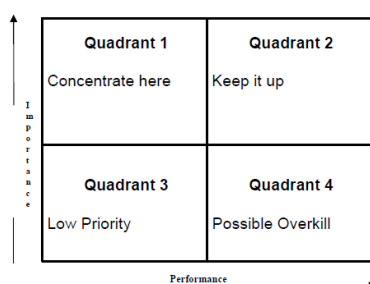 Quadrant 1
Quadrant 2
Concentrate here
Keep it up
Importance
Quadrant 3
Quadrant 4
Low Priority
Possible Overkill
Performance